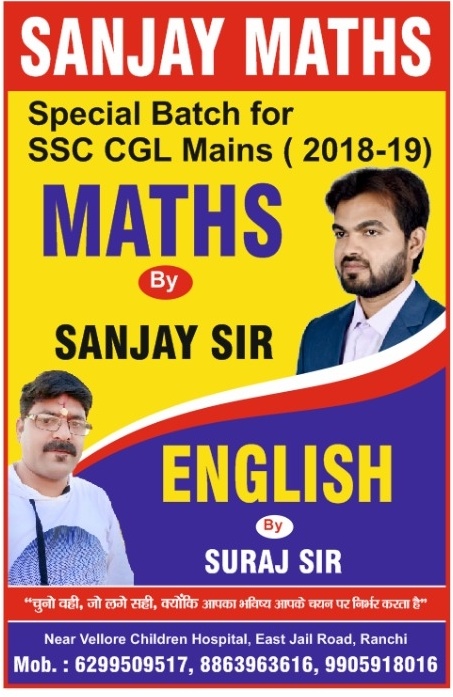 SANJAY MATHS
Special Batch for
SSC CGL Mains ( 2018-19)
MATHS
By
SANJAY SIR
ENGLISH
By
SURAJ SIR
“चुनो वही, जो लगे सही, क्योंकि आपका भविष्य आपके चयन पर निर्भर करता है”
Near Vellore Children Hospital, East Jail Road, Ranchi
Mob. : 6299509517, 8863963616, 9905918016